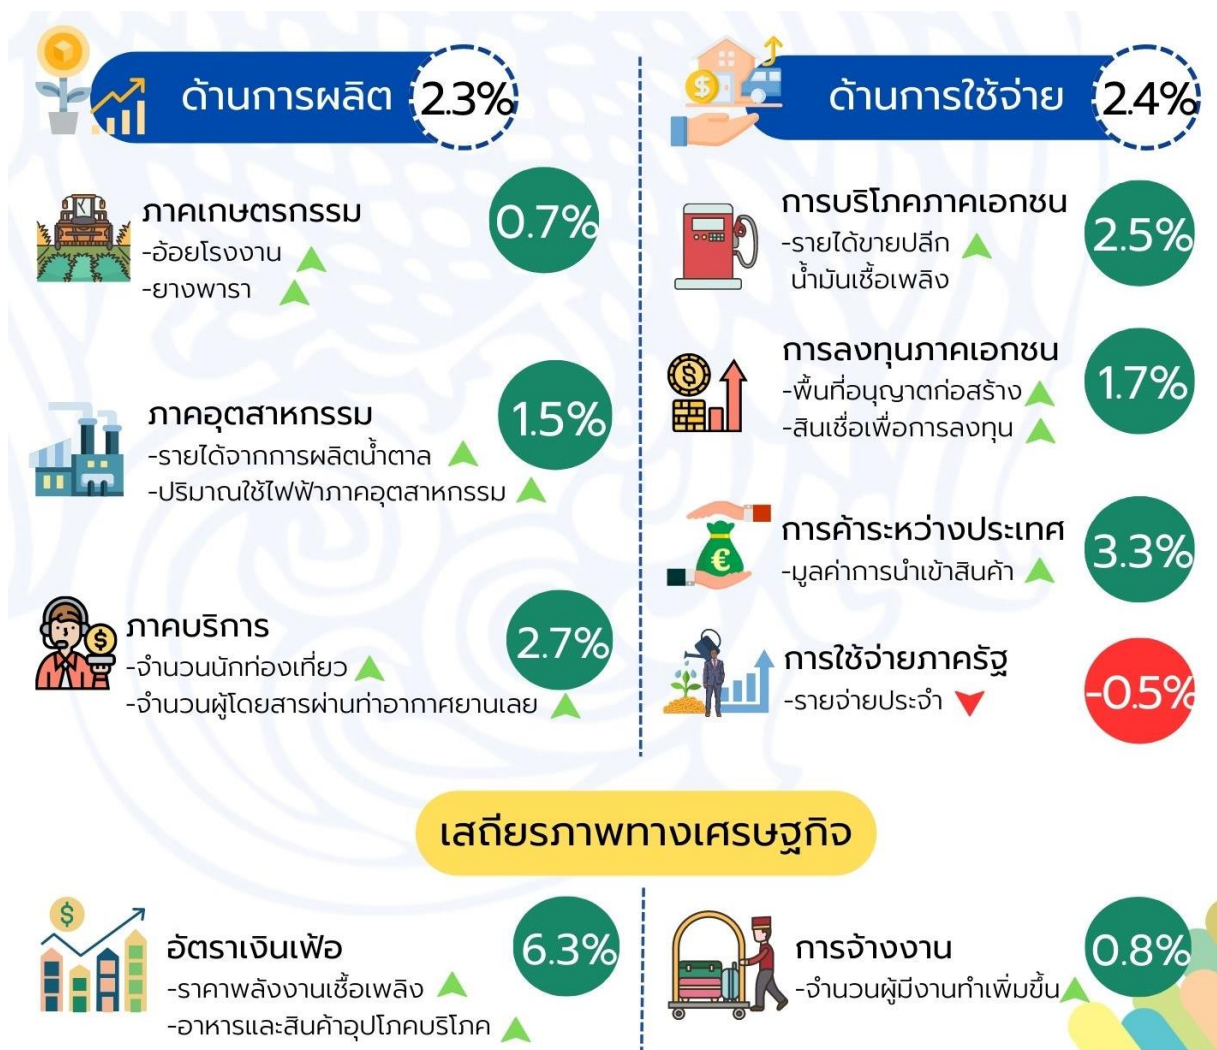 ด้านการผลิต 2.3%
ภาคเกษตรกรรม 0.7%
-อ้อยโรงงาน
-ยางพารา
ภาคอุตสาหกรรม 1.5%
-รายได้จากการผลิตน้ำตาล
-ปริมาณใช้ไฟฟ้าภาคอุตสาหกรรม
ภาคบริการ 2.7%
-จำนวนนักท่องเที่ยว
-จำนวนผู้โดยสารผ่านท่าอากาศยานเลย
ด้านการใช้จ่าย 2.4%
การบริโภคภาคเอกชน 2.5%
-รายได้ขายปลีก
น้ำมันเชื้อเพลิง
การลงทุนภาคเอกชน 1.7%
-พื้นที่อนุญาตก่อสร้าง
-สินเชื่อเพื่อการลงทุน
การค้าระหว่างประเทศ 3.3%
-มูลค่าการนำเข้าสินค้า
การใช้จ่ายภาครัฐ -0.5%
-รายจ่ายประจำ
เสถียรภาพทางเศรษฐกิจ
อัตราเงินเฟ้อ 6.3%
-ราคาพลังงานเชื้อเพลิง
-อาหารและสินค้าอุปโภคบริโภค
การจ้างงาน 0.8%
-จำนวนผู้มีงานทำเพิ่มขึ้น